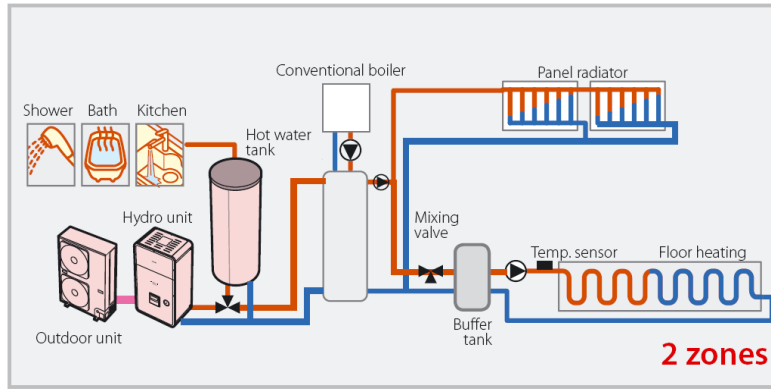 Conventional boiler
Panel radiator
Shower
Bath
Kitchen
Hot water
tank
Hydro unit
Mixing
valve
Temp. sensor
Floor heating
Outdoor unit
Buffer
tank
2 zones